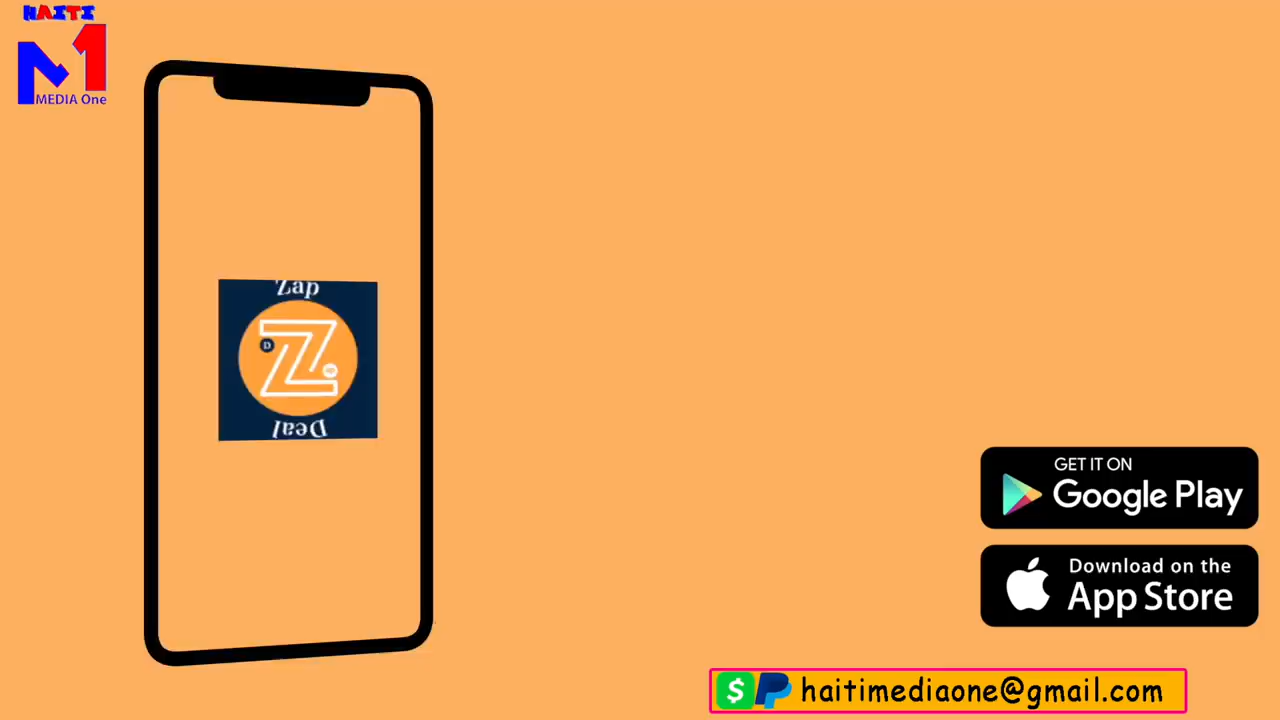 HAITI
M1
MEDIA One
Zap
D
Z
Deal
GET IT ON
Google Play
Download on the
App Store
$ haitimediaone@gmail.com